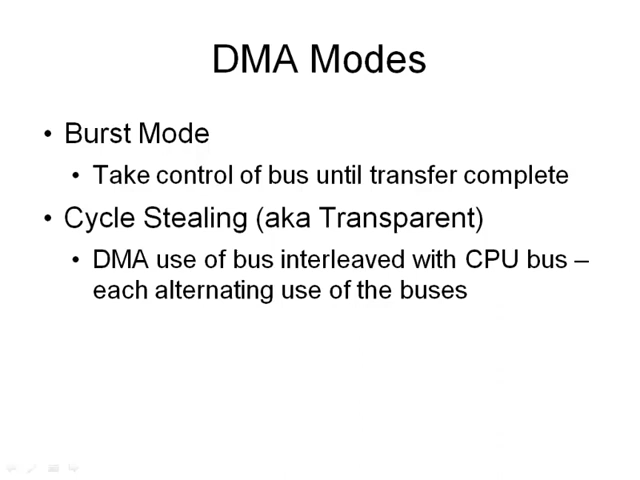 DMA Modes
• Burst Mode
• Take control of bus until transfer complete
• Cycle Stealing (aka Transparent)
• DMA use of bus interleaved with CPU bus –
each alternating use of the buses